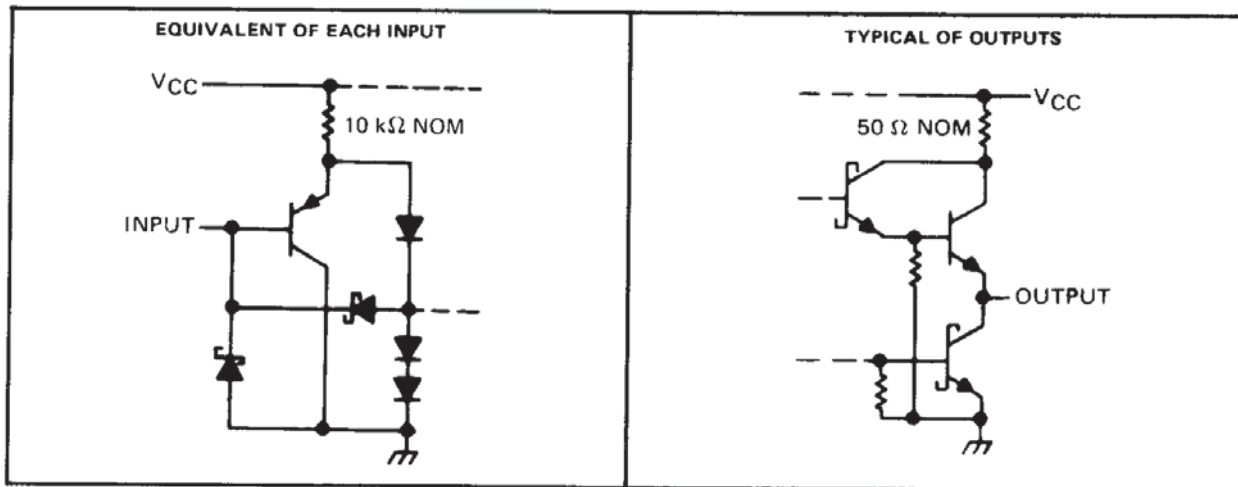 EQUIVALENT OF EACH INPUT
VCC
10 kΩ NOM
INPUT
TYPICAL OF OUTPUTS
VCC
50 Ω NOM
OUTPUT